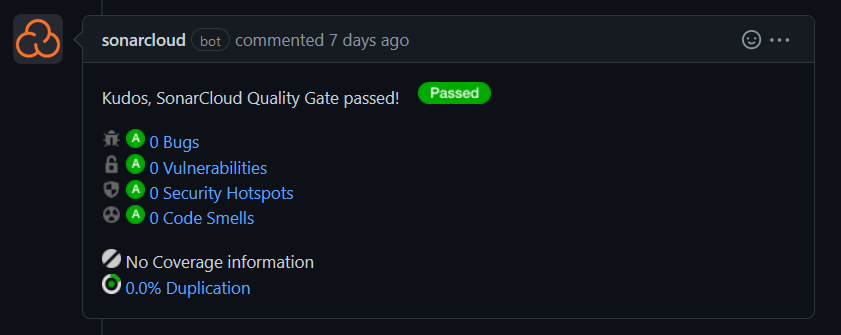 sonarcloud bot commented 7 days ago
Kudos, SonarCloud Quality Gate passed! Passed
A 0 Bugs
A 0 Vulnerabilities
A 0 Security Hotspots
A 0 Code Smells
No Coverage information
0.0% Duplication